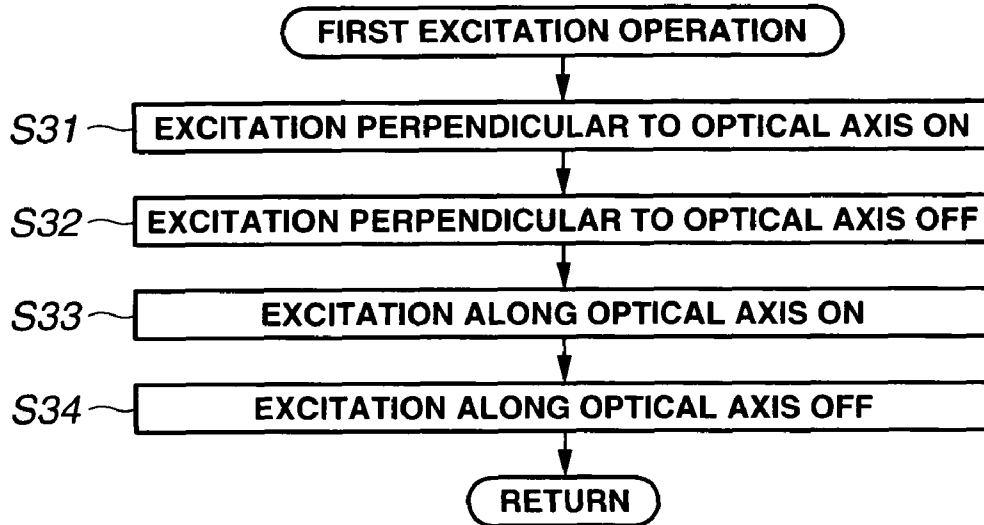 FIRST EXCITATION OPERATION
S31 EXCITATION PERPENDICULAR TO OPTICAL AXIS ON
S32 EXCITATION PERPENDICULAR TO OPTICAL AXIS OFF
S33 EXCITATION ALONG OPTICAL AXIS ON
S34 EXCITATION ALONG OPTICAL AXIS OFF
RETURN